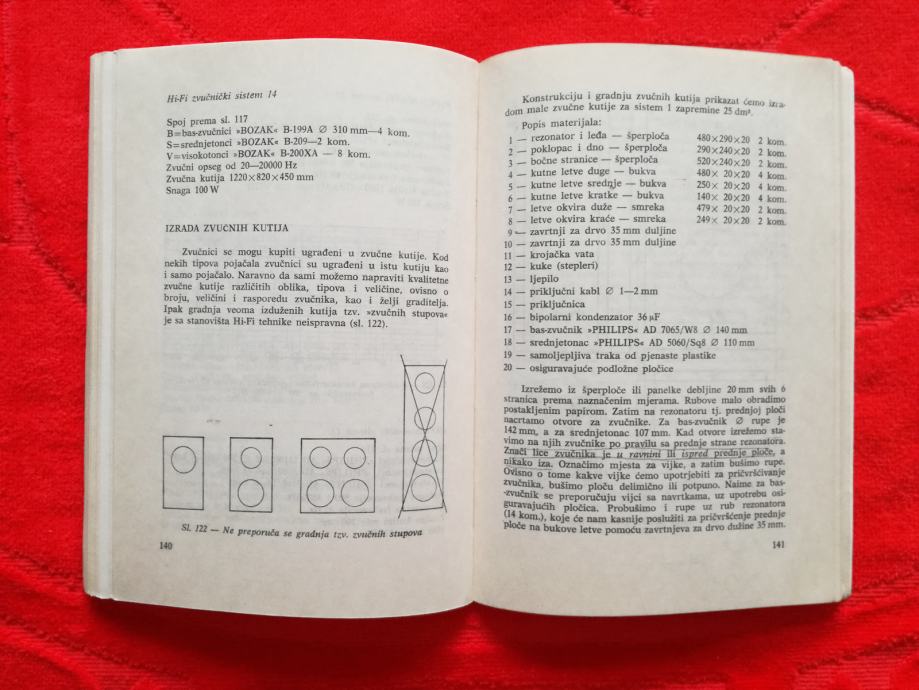 Hi-Fi zvučnički sistem 14
Spoj prema sl. 117
B=bas-zvučnici »BOZAK« B-199A ∅ 310 mm—4 kom.
S=srednjetonci »BOZAK« B-209—2 kom.
V=visokotonci »BOZAK« B-200XA — 8 kom.
Zvučni opseg od 20—20000 Hz
Zvučna kutija 1220×820×450 mm
Snaga 100 W
IZRADA ZVUČNIH KUTIJA
Zvučnici se mogu kupiti ugrađeni u zvučne kutije. Kod
nekih tipova pojačala zvučnici su ugrađeni u istu kutiju kao
i samo pojačalo. Naravno da sami možemo napraviti kvalitetne
zvučne kutije različitih oblika, tipova i veličine, ovisno o
broju, veličini i rasporedu zvučnika, kao i želji graditelja.
Ipak gradnja veoma izduženih kutija tzv. »zvučnih stupova«
je sa stanovišta Hi-Fi tehnike neispravna (sl. 122).
Sl. 122 — Ne preporuča se gradnja tzv. zvučnih stupova
140
Konstrukciju i gradnju zvučnih kutija prikazat ćemo izra-
dom male zvučne kutije za sistem 1 zapremine 25 dm³.
Popis materijala:
1 — rezonator i leđa — šperploča 480×290×20 2 kom.
2 — poklopac i dno — šperploča 290×240×20 2 kom.
3 — bočne stranice — šperploča 520×240×20 2 kom.
4 — kutne letve duge — bukva 480× 20×20 4 kom.
5 — kutne letve srednje — bukva 250× 20×20 4 kom.
6 — kutne letve kratke — bukva 140× 20×20 4 kom.
7 — letve okvira duže — smreka 479× 20×20 2 kom.
8 — letve okvira kraće — smreka 249× 20×20 2 kom.
9 — zavrtnji za drvo 35 mm duljine
10 — zavrtnji za drvo 35 mm duljine
11 — krojačka vata
12 — kuke (stepleri)
13 — ljepilo
14 — priključni kabl ∅ 1—2 mm
15 — priključnica
16 — bipolarni kondenzator 36 µF
17 — bas-zvučnik »PHILIPS« AD 7065/W8 ∅ 140 mm
18 — srednjetonac »PHILIPS« AD 5060/Sq8 ∅ 110 mm
19 — samoljepljiva traka od pjenaste plastike
20 — osiguravajuće podložne pločice
Izrežemo iz šperploče ili panelke debljine 20 mm svih 6
stranica prema naznačenim mjerama. Rubove malo obradimo
postakljenim papirom. Zatim na rezonatoru tj. prednjoj ploči
nacrtamo otvore za zvučnike. Za bas-zvučnik ∅ rupe je
142 mm, a za srednjetonac 107 mm. Kad otvore izrežemo sta-
vimo na njih zvučnike po pravilu sa prednje strane rezonatora.
Znači lice zvučnika je u ravnini ili ispred prednje ploče, a
nikako iza. Označimo mjesta za vijke, a zatim bušimo rupe.
Ovisno o tome kakve vijke ćemo upotrjebiti za pričvršćivanje
zvučnika, bušimo ploču delimično ili potpuno. Naime za bas-
-zvučnik se preporučuju vijci sa navrtkama, uz upotrebu osi-
guravajućih pločica. Probušimo i rupe uz rub rezonatora
(14 kom.), koje će nam kasnije poslužiti za pričvršćenje prednje
ploče na bukove letve pomoću zavrtnjeva za drvo dužine 35 mm.
141